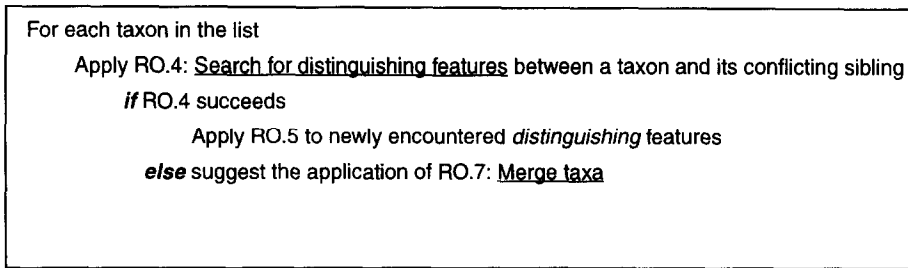 For each taxon in the list
Apply RO.4: Search for distinguishing features between a taxon and its conflicting sibling
if RO.4 succeeds
Apply RO.5 to newly encountered distinguishing features
else suggest the application of RO.7: Merge taxa